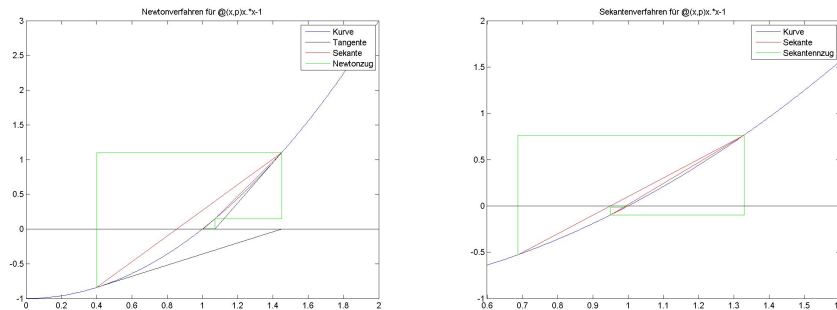 Newtonverfahren für @(x,p)x.*x-1
Kurve
Tangente
Sekante
Newtonzug
3
2.5
2
1.5
1
0.5
0
-0.5
-1
0 0.2 0.4 0.6 0.8 1 1.2 1.4 1.6 1.8 2
Sekantenverfahren für @(x,p)x.*x-1
Kurve
Sekante
Sekantennzug
2
1.5
1
0.5
0
-0.5
-1
0.6 0.7 0.8 0.9 1 1.1 1.2 1.3 1.4 1.5